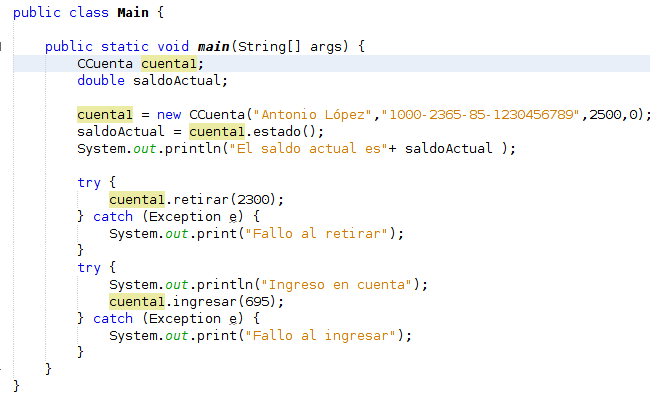 public class Main {
public static void main(String[] args) {
CCuenta cuenta1;
double saldoActual;
cuenta1 = new CCuenta("Antonio López","1000-2365-85-1230456789",2500,0);
saldoActual = cuenta1.estado();
System.out.println("El saldo actual es"+ saldoActual );
try {
cuenta1.retirar(2300);
} catch (Exception e) {
System.out.print("Fallo al retirar");
}
try {
System.out.println("Ingreso en cuenta");
cuenta1.ingresar(695);
} catch (Exception e) {
System.out.print("Fallo al ingresar");
}
}
}